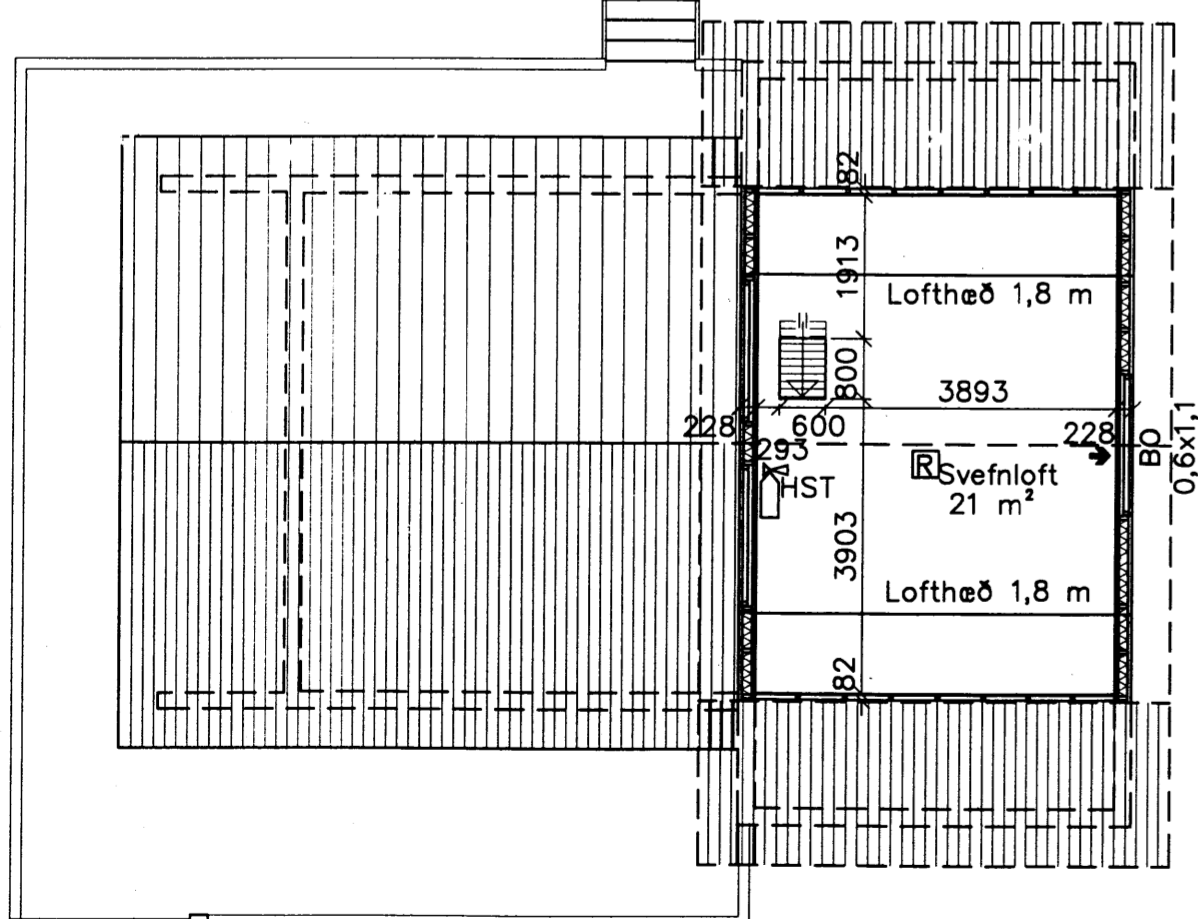 82
1913
Lofthæð 1,8 m
800
3893
228
600
228
293
HST
R
Svefnloft
21 m²
BO
0,6x1,1
3903
Lofthæð 1,8 m
82